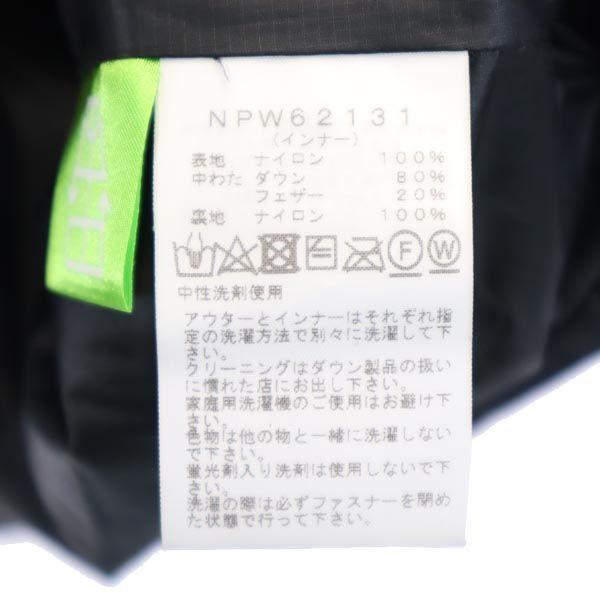 NPW62131
(インナー)
表地 ナイロン 100%
中わた ダウン 80%
フェザー 20%
裏地 ナイロン 100%
F W
中性洗剤使用
アウターとインナーはそれぞれ指
定の洗濯方法で別々に洗濯して下
さい。
クリーニングはダウン製品の扱い
に慣れた店にお出し下さい。
家庭用洗濯機のご使用はお避け下
さい。
色物は他の物と一緒に洗濯しない
で下さい。
蛍光剤入り洗剤は使用しないで下
さい。
洗濯の際は必ずファスナーを閉め
た状態で行って下さい。